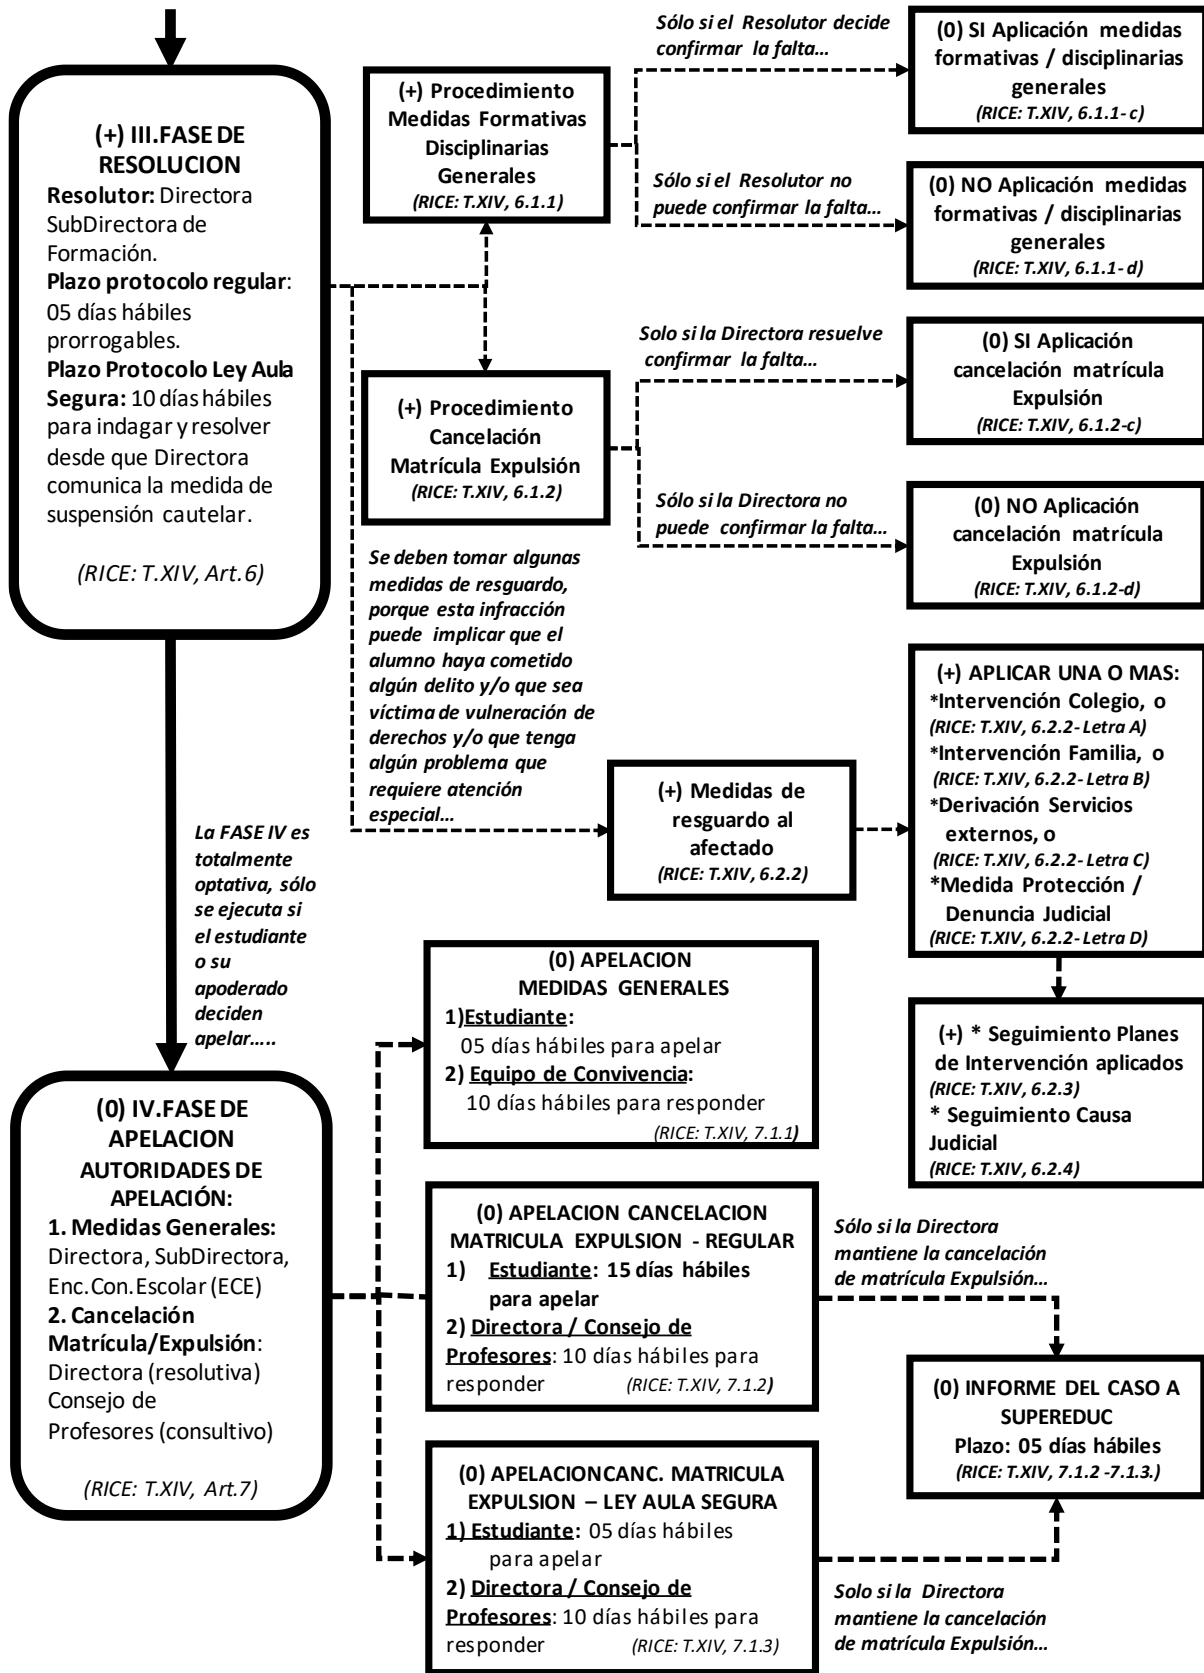 (+) III.FASE DE
RESOLUCION
Resolutor: Directora
SubDirectora de
Formación.
Plazo protocolo regular:
05 días hábiles
prorrogables.
Plazo Protocolo Ley Aula
Segura: 10 días hábiles
para indagar y resolver
desde que Directora
comunica la medida de
suspensión cautelar.
(RICE: T.XIV, Art.6)
(+) Procedimiento
Medidas Formativas
Disciplinarias
Generales
(RICE: T.XIV, 6.1.1)
Sólo si el Resolutor decide
confirmar la falta...
(0) SI Aplicación medidas
formativas / disciplinarias
generales
(RICE: T.XIV, 6.1.1- c)
Sólo si el Resolutor no
puede confirmar la falta...
(0) NO Aplicación medidas
formativas / disciplinarias
generales
(RICE: T.XIV, 6.1.1- d)
(+) Procedimiento
Cancelación
Matrícula Expulsión
(RICE: T.XIV, 6.1.2)
Solo si la Directora resuelve
confirmar la falta...
(0) SI Aplicación
cancelación matrícula
Expulsión
(RICE: T.XIV, 6.1.2-c)
Sólo si la Directora no
puede confirmar la falta...
(0) NO Aplicación
cancelación matrícula
Expulsión
(RICE: T.XIV, 6.1.2-d)
Se deben tomar algunas
medidas de resguardo,
porque esta infracción
puede implicar que el
alumno haya cometido
algún delito y/o que sea
víctima de vulneración de
derechos y/o que tenga
algún problema que
requiere atención
especial...
(+) Medidas de
resguardo al
afectado
(RICE: T.XIV, 6.2.2)
(+) APLICAR UNA O MAS:
*Intervención Colegio, o
(RICE: T.XIV, 6.2.2- Letra A)
*Intervención Familia, o
(RICE: T.XIV, 6.2.2- Letra B)
*Derivación Servicios
externos, o
(RICE: T.XIV, 6.2.2- Letra C)
*Medida Protección /
Denuncia Judicial
(RICE: T.XIV, 6.2.2- Letra D)
(+) * Seguimiento Planes
de Intervención aplicados
(RICE: T.XIV, 6.2.3)
* Seguimiento Causa
Judicial
(RICE: T.XIV, 6.2.4)
La FASE IV es
totalmente
optativa, sólo
se ejecuta si
el estudiante
o su
apoderado
deciden
apelar.....
(0) IV.FASE DE
APELACION
AUTORIDADES DE
APELACIÓN:
1. Medidas Generales:
Directora, SubDirectora,
Enc.Con.Escolar (ECE)
2. Cancelación
Matrícula/Expulsión:
Directora (resolutiva)
Consejo de
Profesores (consultivo)
(RICE: T.XIV, Art.7)
(0) APELACION
MEDIDAS GENERALES
1)Estudiante:
05 días hábiles para apelar
2) Equipo de Convivencia:
10 días hábiles para responder
(RICE: T.XIV, 7.1.1)
(0) APELACION CANCELACION
MATRICULA EXPULSION - REGULAR
1) Estudiante: 15 días hábiles
para apelar
2) Directora / Consejo de
Profesores: 10 días hábiles para
responder (RICE: T.XIV, 7.1.2)
(0) APELACIONCANC. MATRICULA
EXPULSION – LEY AULA SEGURA
1) Estudiante: 05 días hábiles
para apelar
2) Directora / Consejo de
Profesores: 10 días hábiles para
responder (RICE: T.XIV, 7.1.3)
Sólo si la Directora
mantiene la cancelación
de matrícula Expulsión...
(0) INFORME DEL CASO A
SUPEREDUC
Plazo: 05 días hábiles
(RICE: T.XIV, 7.1.2 -7.1.3.)
Solo si la Directora
mantiene la cancelación
de matrícula Expulsión...